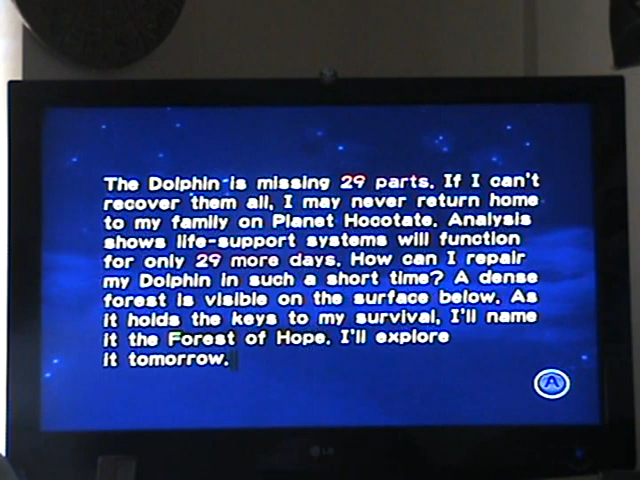 The Dolphin is missing 29 parts. If I can't
recover them all, I may never return home
to my family on Planet Hocotate. Analysis
shows life-support systems will function
for only 29 more days. How can I repair
my Dolphin in such a short time? A dense
forest is visible on the surface below. As
it holds the keys to my survival, I'll name
it the Forest of Hope. I'll explore
it tomorrow.
A
LG